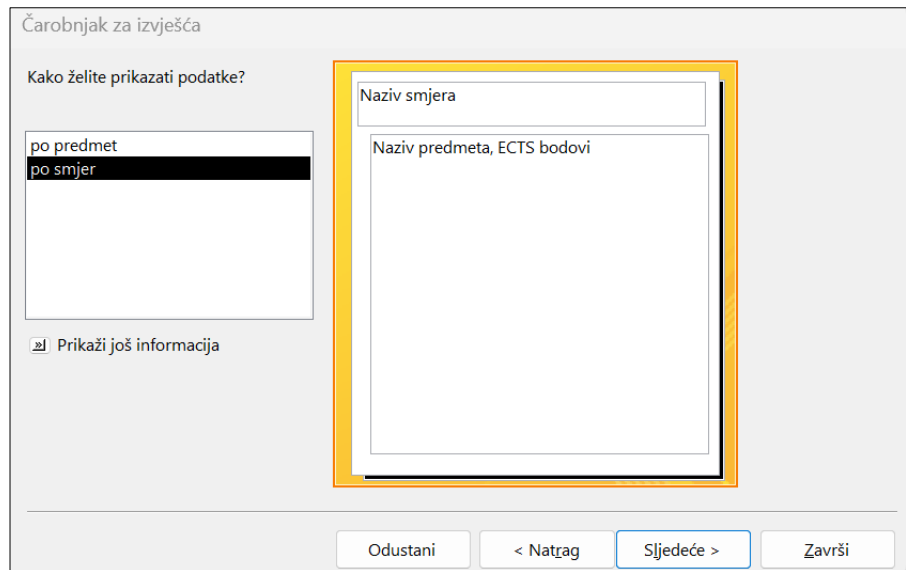 Čarobnjak za izvješća
Kako želite prikazati podatke?
po predmet
po smjer
Prikaži još informacija
Naziv smjera
Naziv predmeta, ECTS bodovi
Odustani
< Natrag
Sljedeće >
Završi